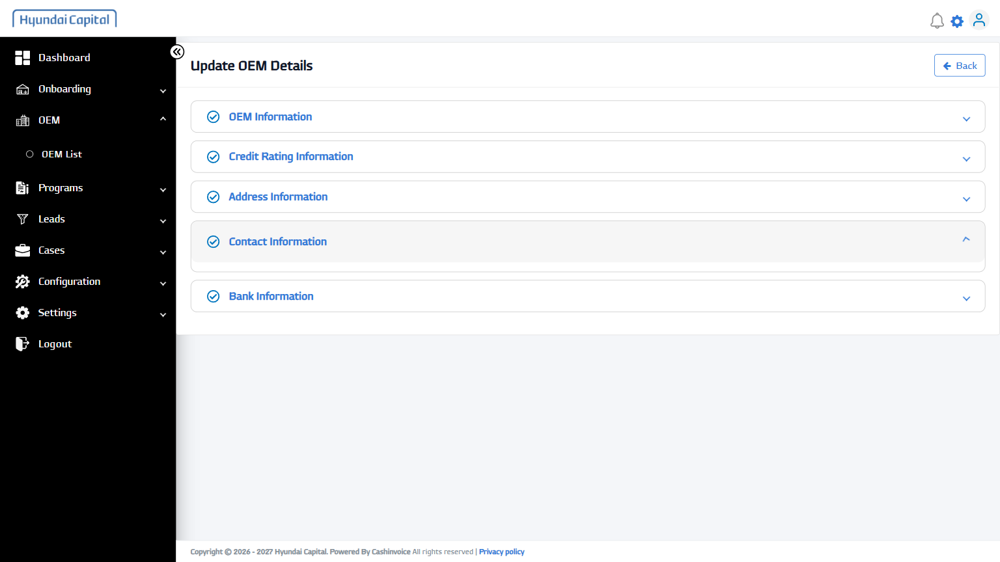 Hyundai Capital
Dashboard
Onboarding
OEM
OEM List
Programs
Leads
Cases
Configuration
Settings
Logout
Update OEM Details
Back
OEM Information
Credit Rating Information
Address Information
Contact Information
Bank Information
Copyright © 2026 - 2027 Hyundai Capital. Powered By Cashinvoice All rights reserved | Privacy policy